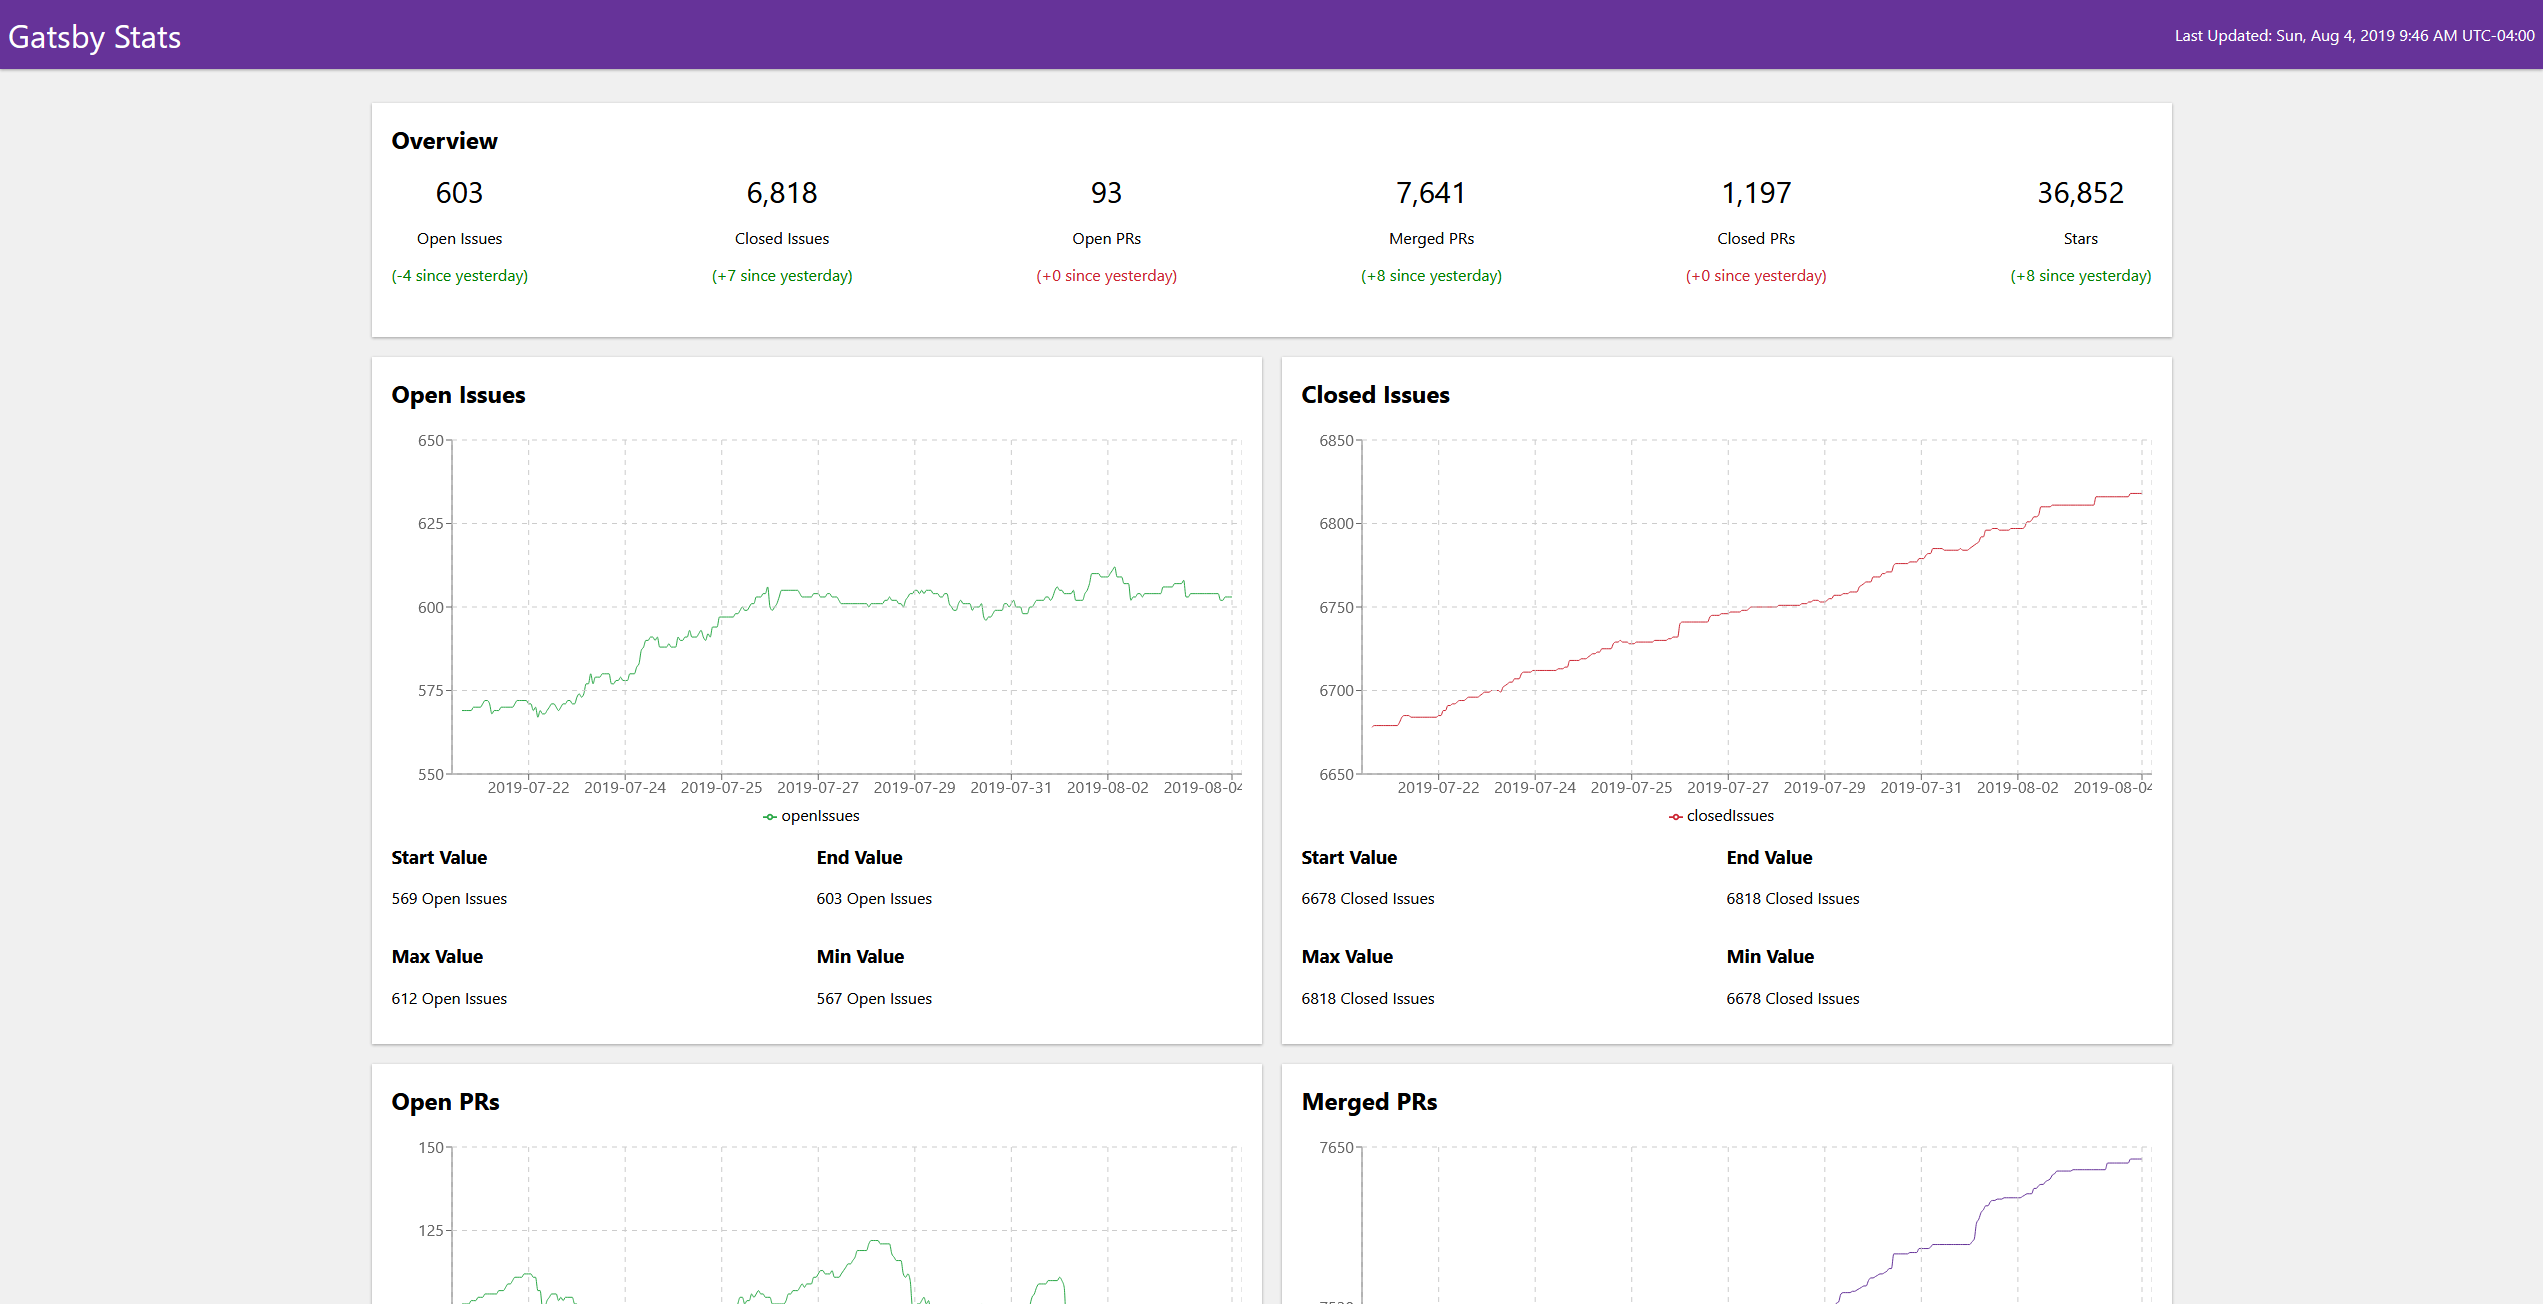 Gatsby Stats
Last Updated: Sun, Aug 4, 2019 9:46 AM UTC-04:00
Overview
603 6,818 93 7,641 1,197 36,852
Open Issues Closed Issues Open PRs Merged PRs Closed PRs Stars
(-4 since yesterday) (+7 since yesterday) (+0 since yesterday) (+8 since yesterday) (+0 since yesterday) (+8 since yesterday)
Open Issues
650
625
600
575
550
2019-07-22 2019-07-24 2019-07-25 2019-07-27 2019-07-29 2019-07-31 2019-08-02 2019-08-04
openIssues
Start Value End Value
569 Open Issues 603 Open Issues
Max Value Min Value
612 Open Issues 567 Open Issues
Closed Issues
6850
6800
6750
6700
6650
2019-07-22 2019-07-24 2019-07-25 2019-07-27 2019-07-29 2019-07-31 2019-08-02 2019-08-04
closedIssues
Start Value End Value
6678 Closed Issues 6818 Closed Issues
Max Value Min Value
6818 Closed Issues 6678 Closed Issues
Open PRs
150
125
Merged PRs
7650